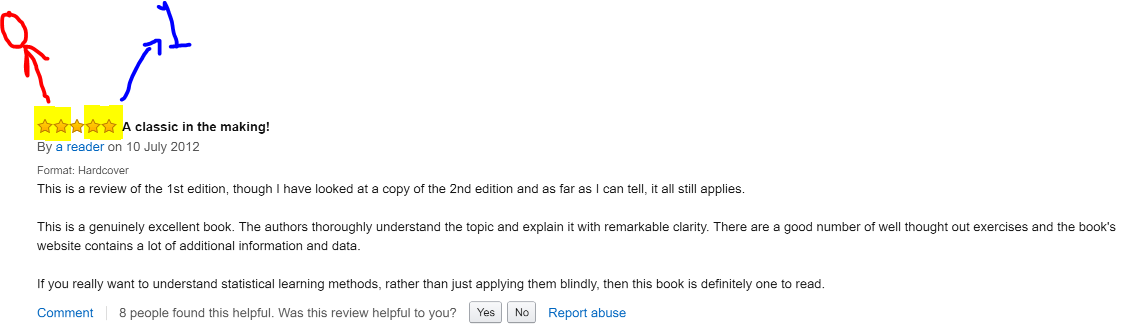 0
1
A classic in the making!
By a reader on 10 July 2012
Format: Hardcover
This is a review of the 1st edition, though I have looked at a copy of the 2nd edition and as far as I can tell, it all still applies.
This is a genuinely excellent book. The authors thoroughly understand the topic and explain it with remarkable clarity. There are a good number of well thought out exercises and the book's
website contains a lot of additional information and data.
If you really want to understand statistical learning methods, rather than just applying them blindly, then this book is definitely one to read.
Comment 8 people found this helpful. Was this review helpful to you? Yes No Report abuse